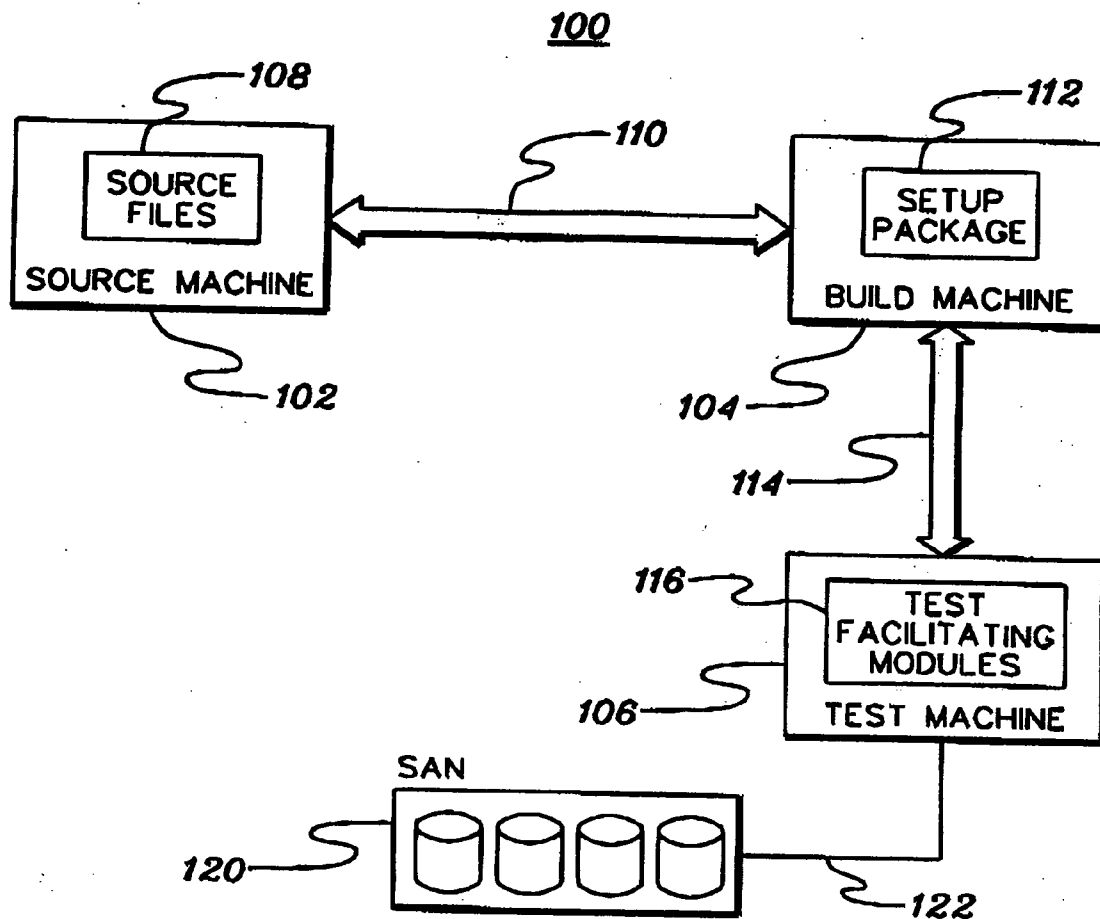 100
108
112
110
SOURCE
FILES
SETUP
PACKAGE
SOURCE MACHINE
BUILD MACHINE
102
104
114
116
TEST
FACILITATING
MODULES
106
TEST MACHINE
SAN
120
122